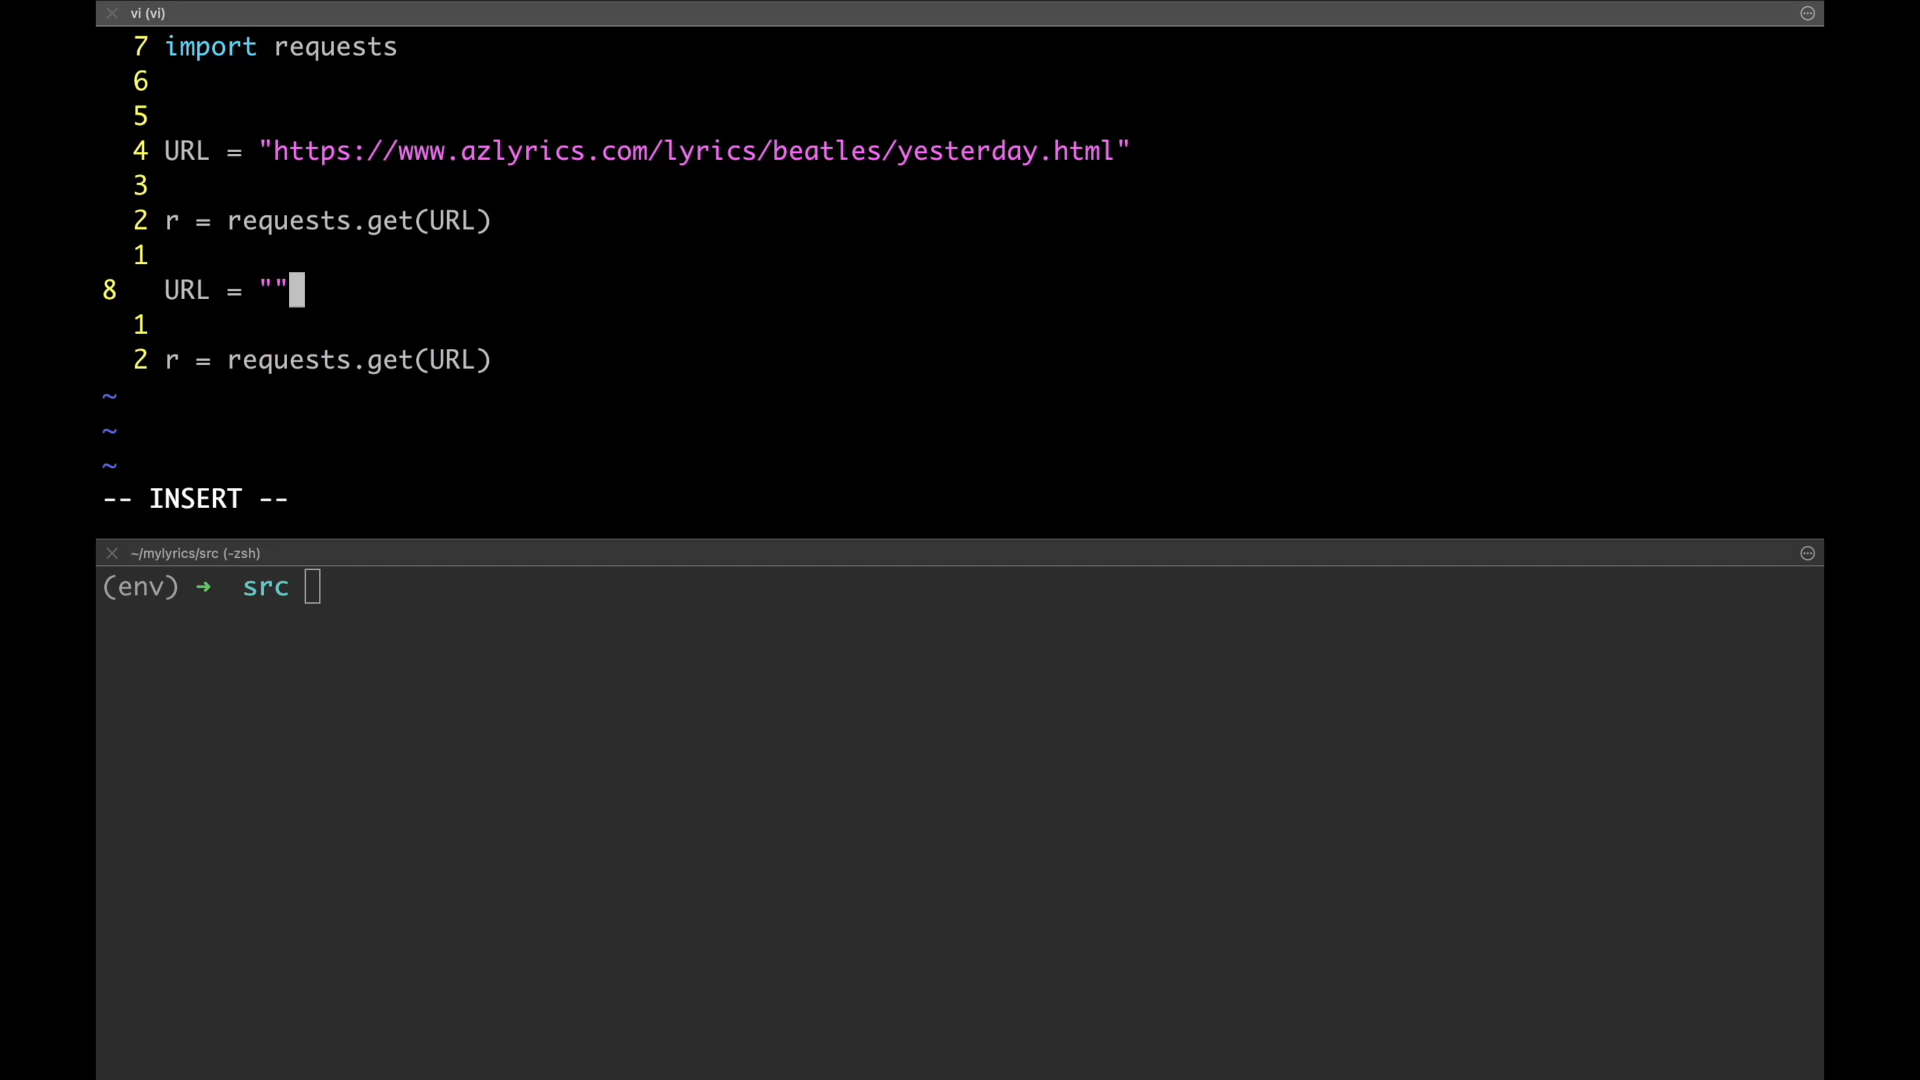 vi (vi)
7 import requests
6
5
4 URL = "https://www.azlyrics.com/lyrics/beatles/yesterday.html"
3
2 r = requests.get(URL)
1
8 URL = ""
1
2 r = requests.get(URL)
~
~
~
-- INSERT --
~/mylyrics/src (-zsh)
(env) ➜ src